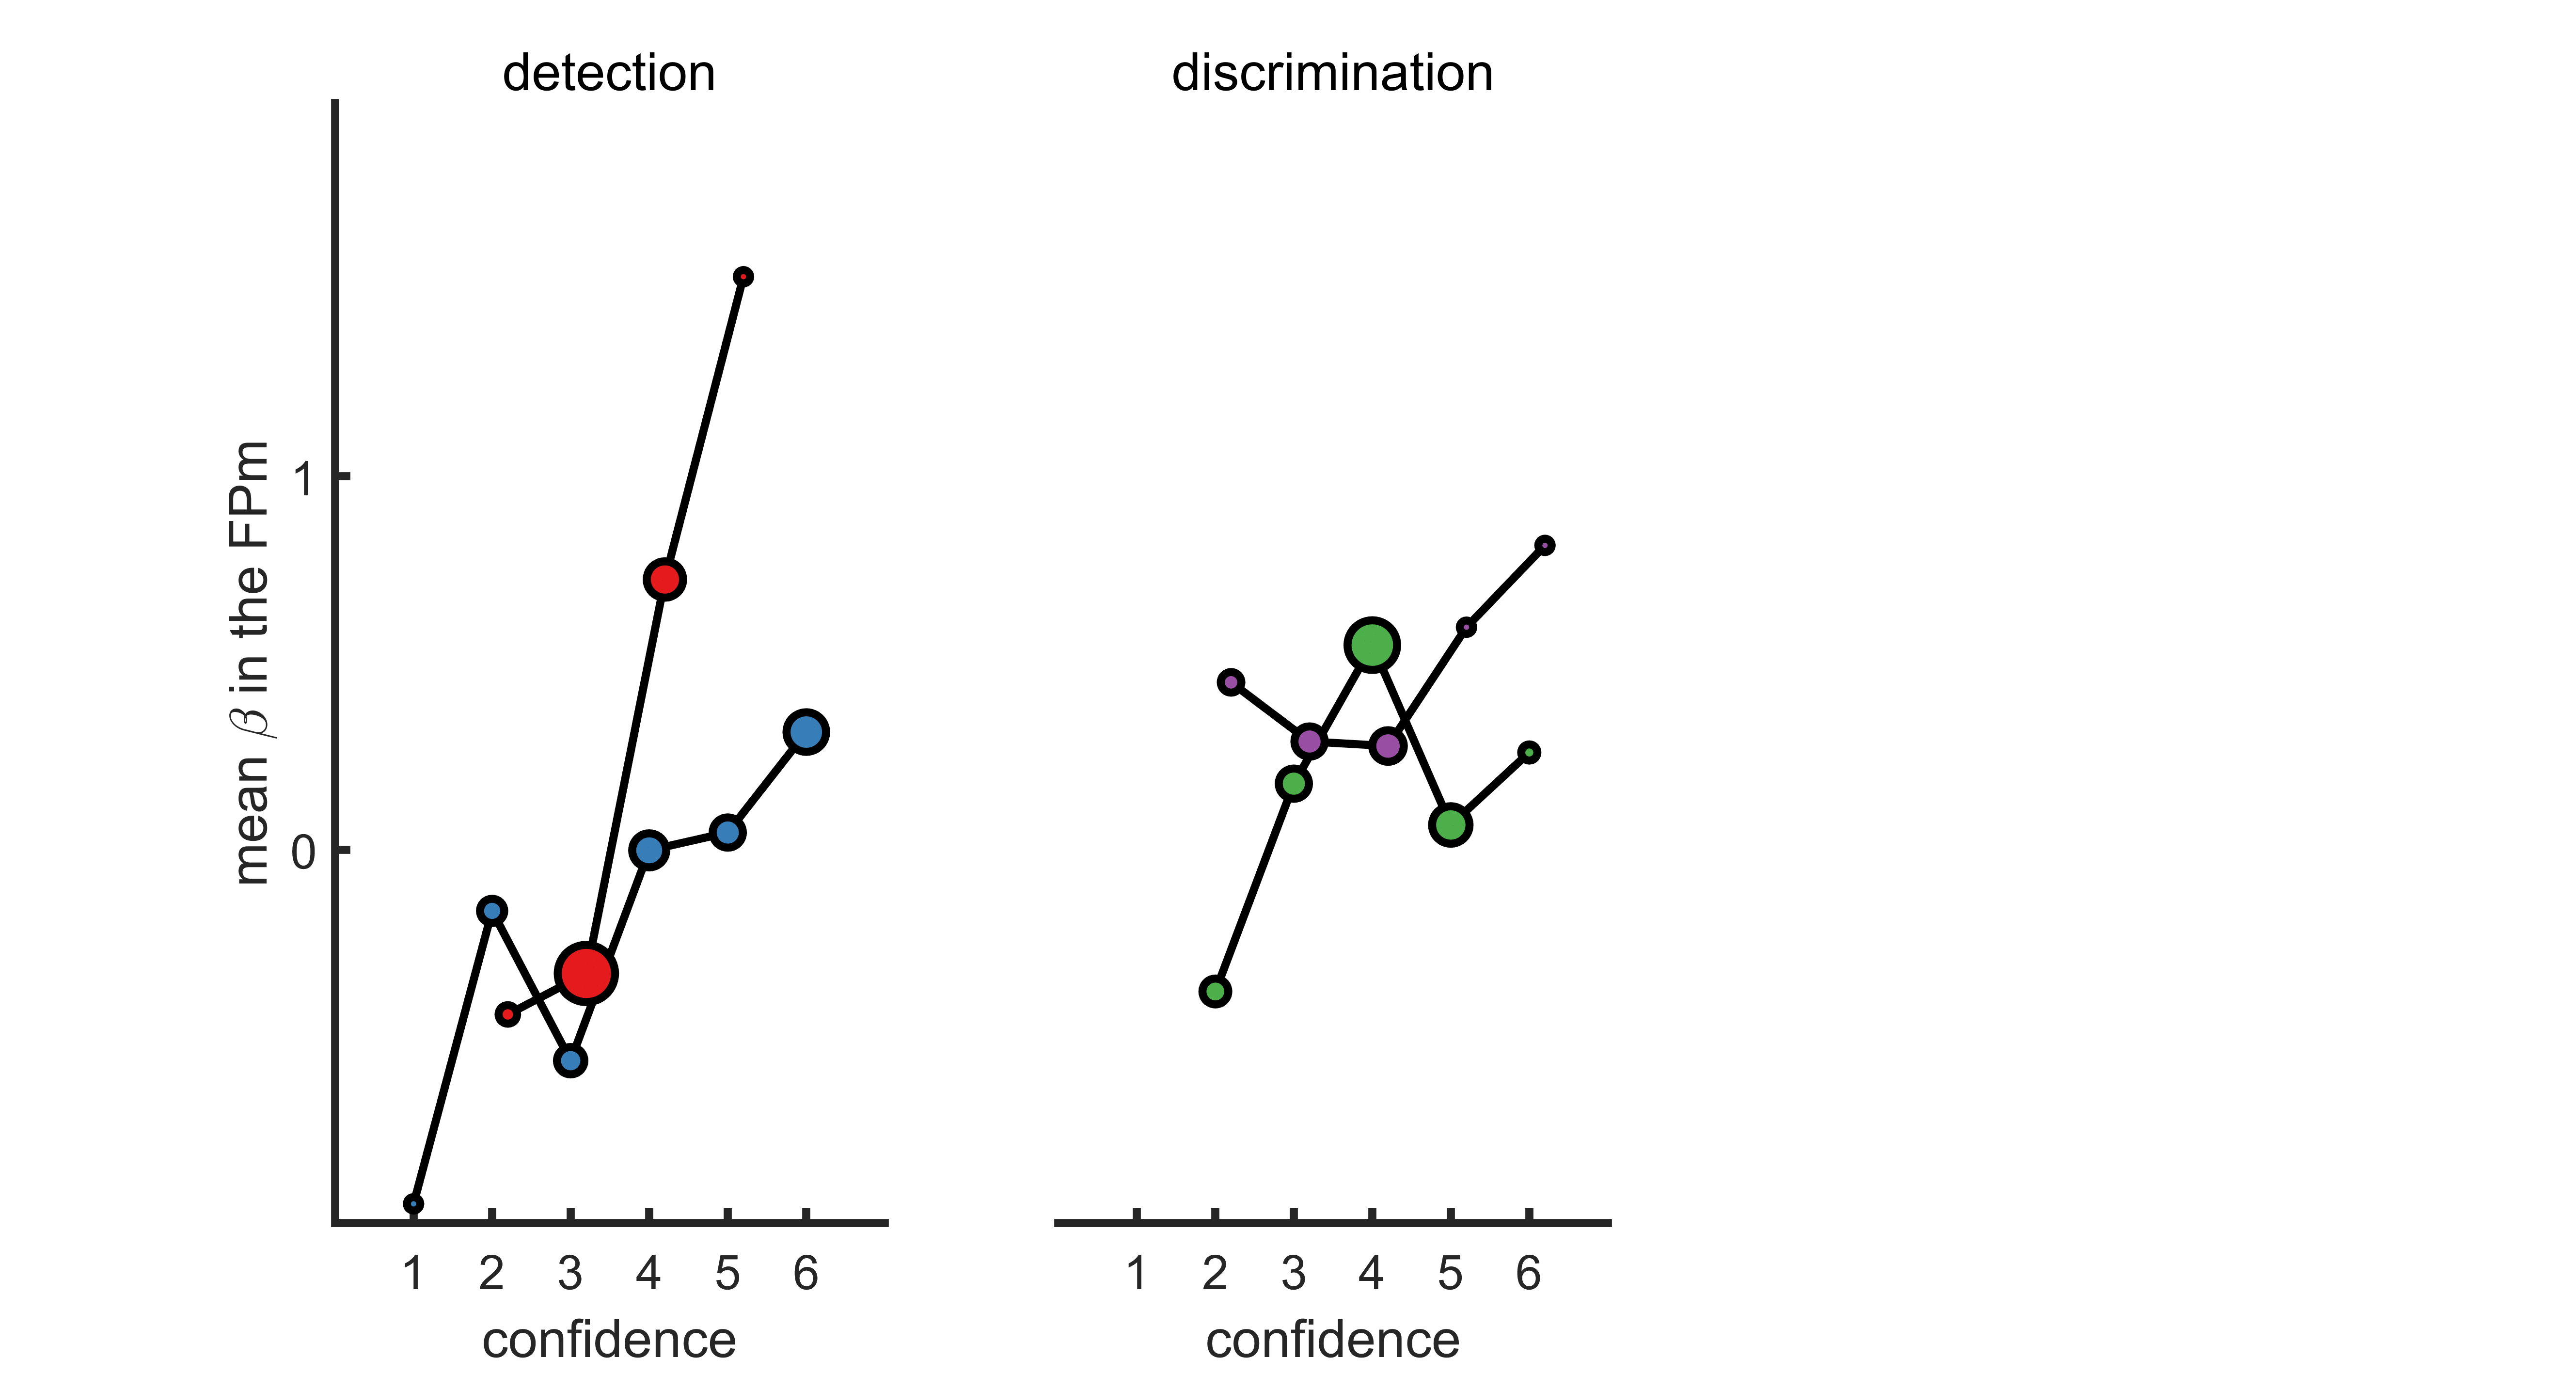 detection
discrimination
mean β in the FPm
1
0
1 2 3 4 5 6
1 2 3 4 5 6
confidence
confidence